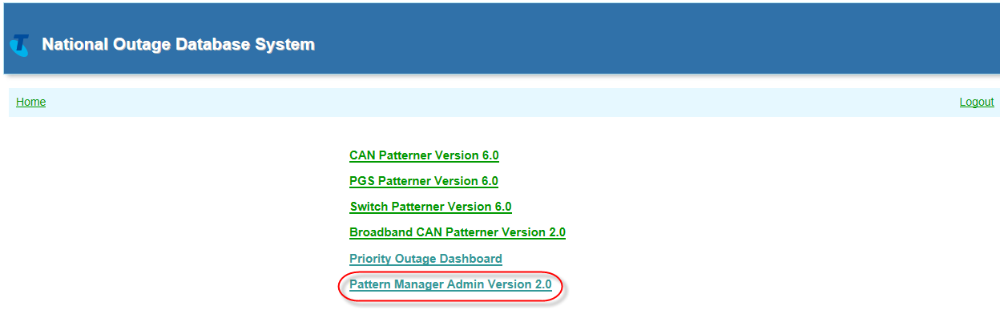 National Outage Database System
Home
Logout
CAN Patterner Version 6.0
PGS Patterner Version 6.0
Switch Patterner Version 6.0
Broadband CAN Patterner Version 2.0
Priority Outage Dashboard
Pattern Manager Admin Version 2.0